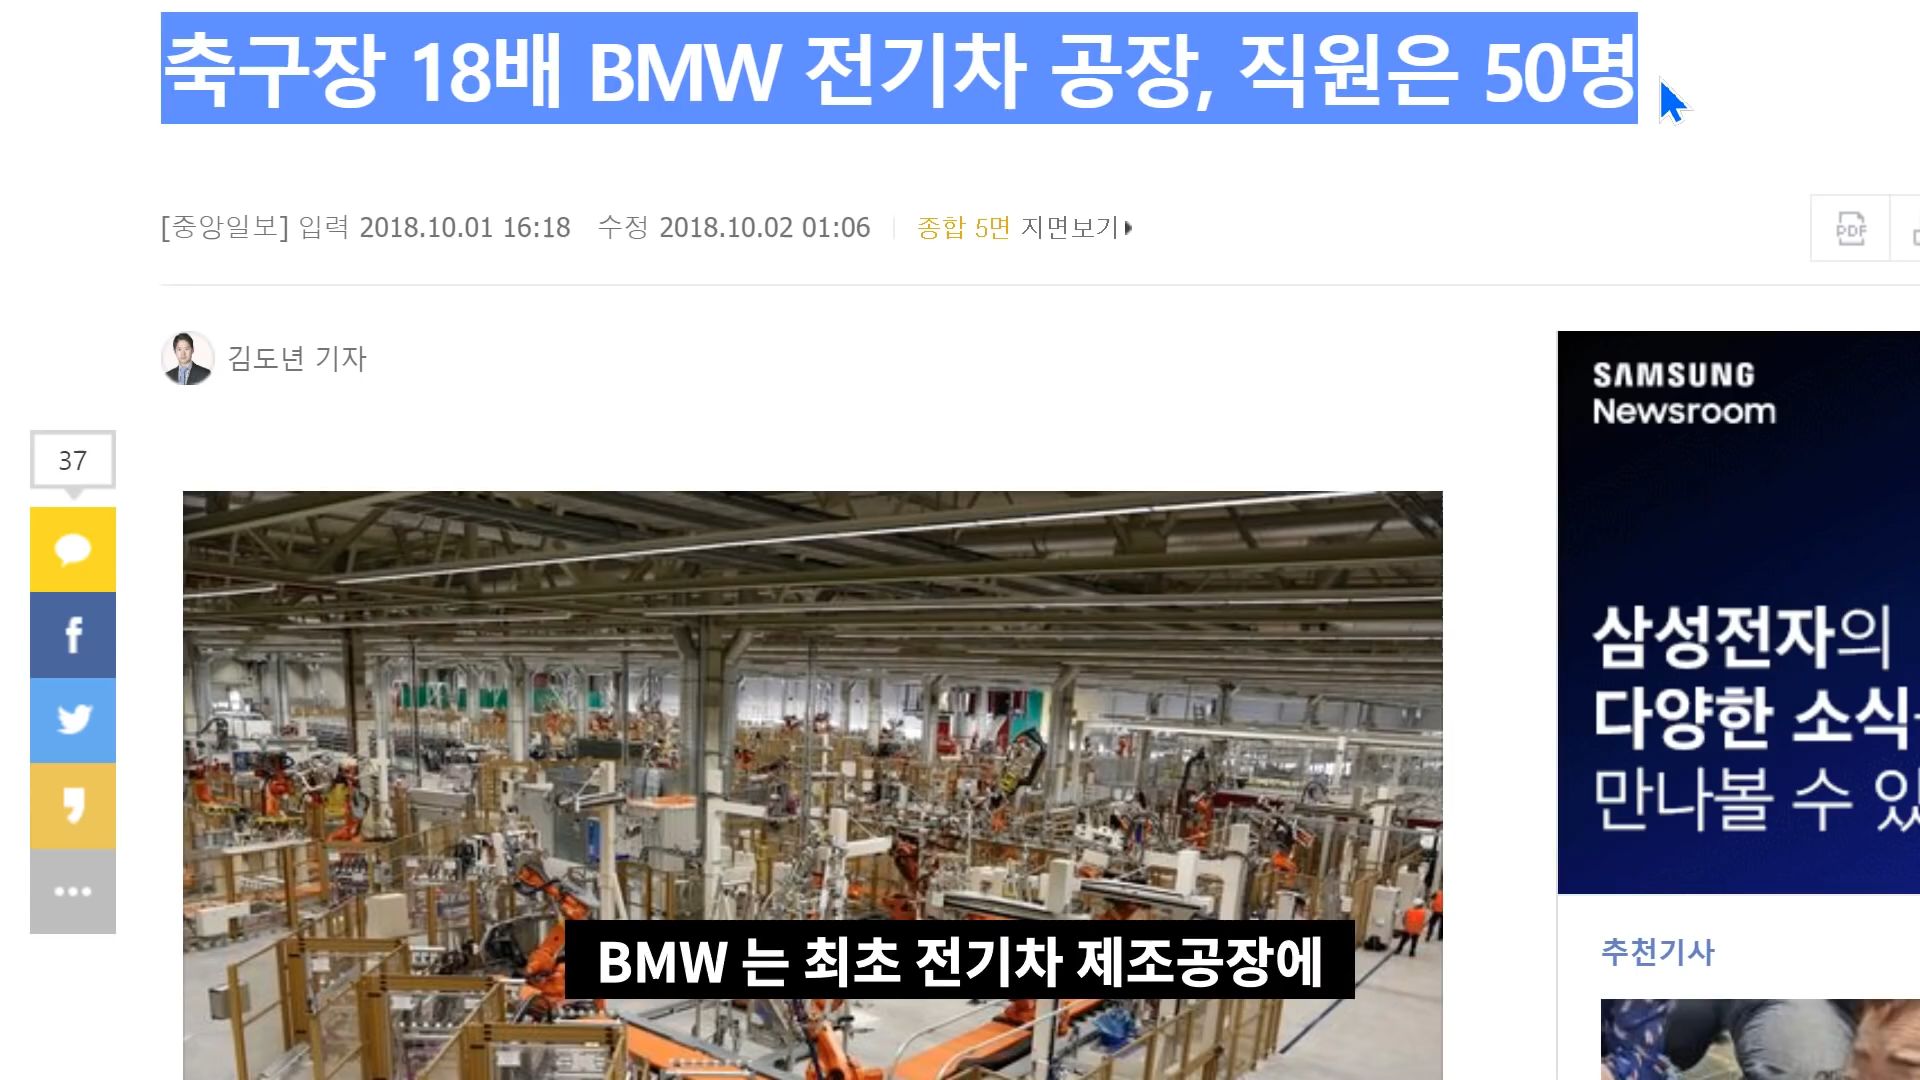 축구장 18배 BMW 전기차 공장, 직원은 50명
[중앙일보] 입력 2018.10.01 16:18 수정 2018.10.02 01:06 종합 5면 지면보기
PDF
김도년 기자
37
SAMSUNG
Newsroom
삼성전자의
다양한 소식
만나볼 수 있
BMW 는 최초 전기차 제조공장에
추천기사